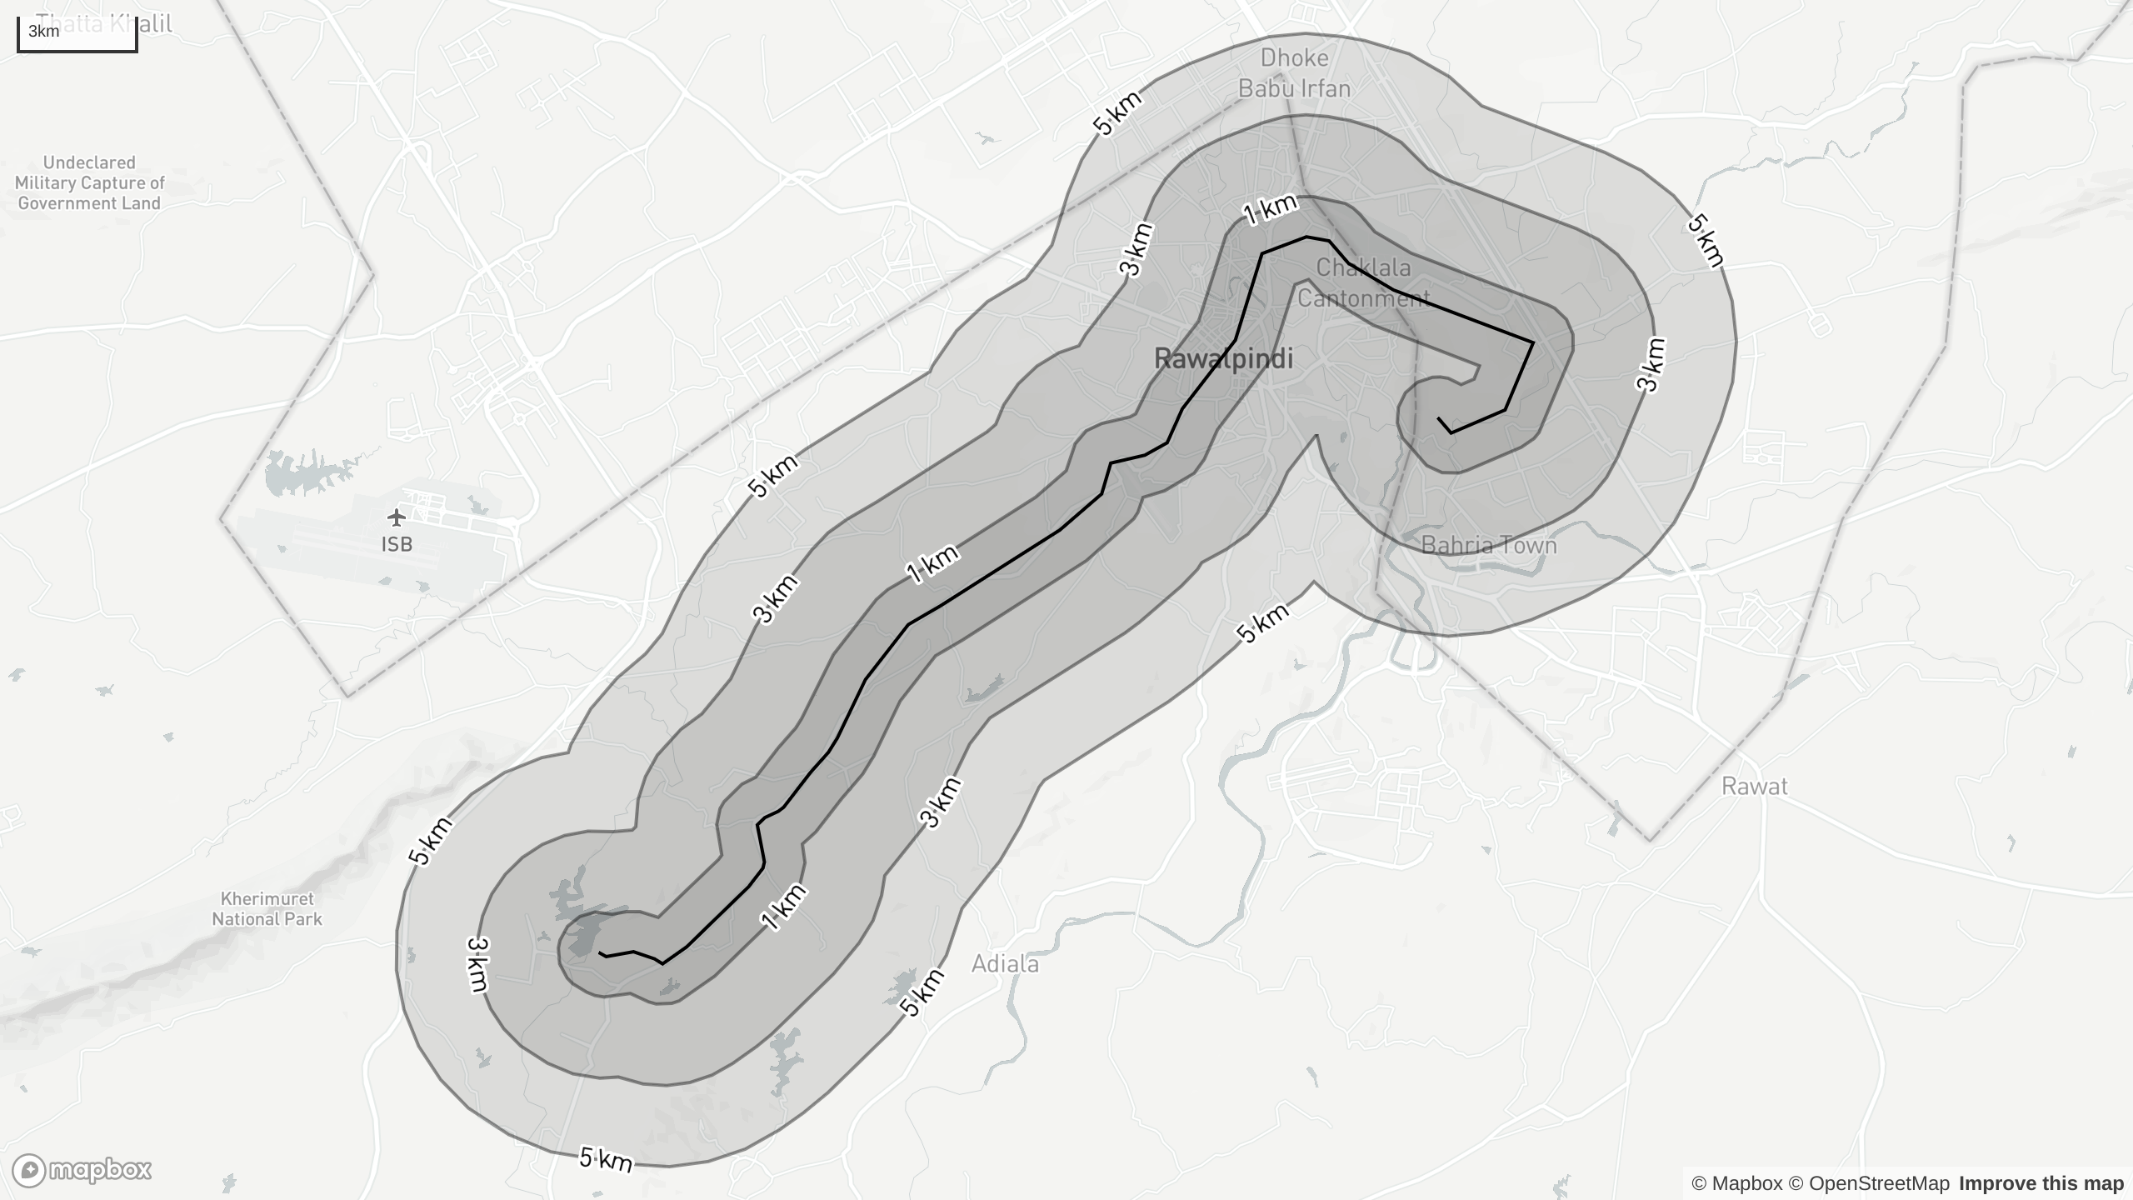 Thatta Khalil
3km
Dhoke
Babu Irfan
5 km
Undeclared
Military Capture of
Government Land
1 km
5 km
3 km
Chaklala
Cantonment
Rawalpindi
3 km
5 km
ISB
Bahria Town
1 km
3 km
5 km
Rawat
3 km
5 km
Kherimuret
National Park
1 km
3 km
Adiala
5 km
5 km
mapbox
© Mapbox © OpenStreetMap Improve this map